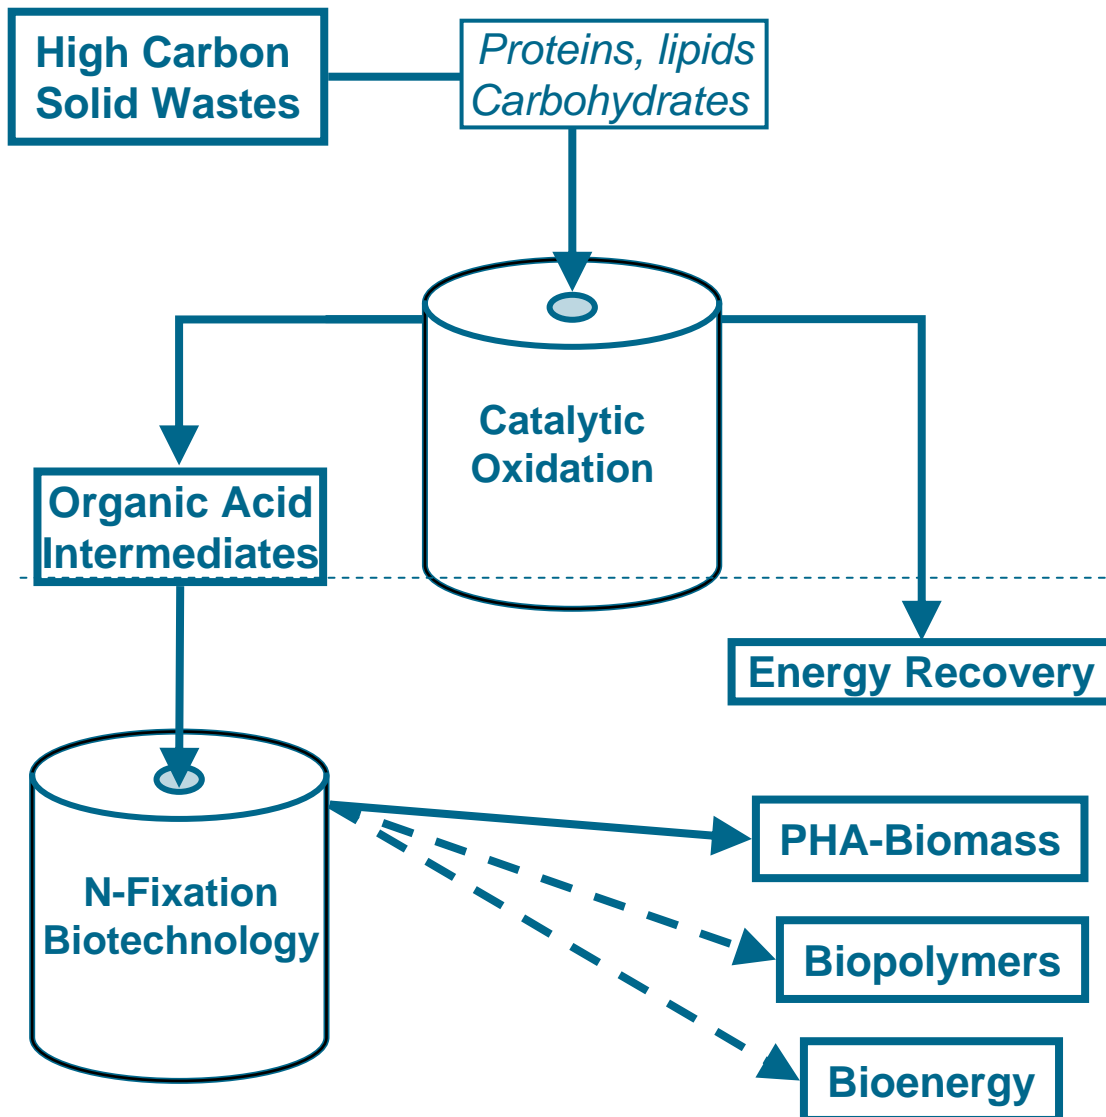 High Carbon
Solid Wastes
Proteins, lipids
Carbohydrates
Catalytic
Oxidation
Organic Acid
Intermediates
Energy Recovery
N-Fixation
Biotechnology
PHA-Biomass
Biopolymers
Bioenergy